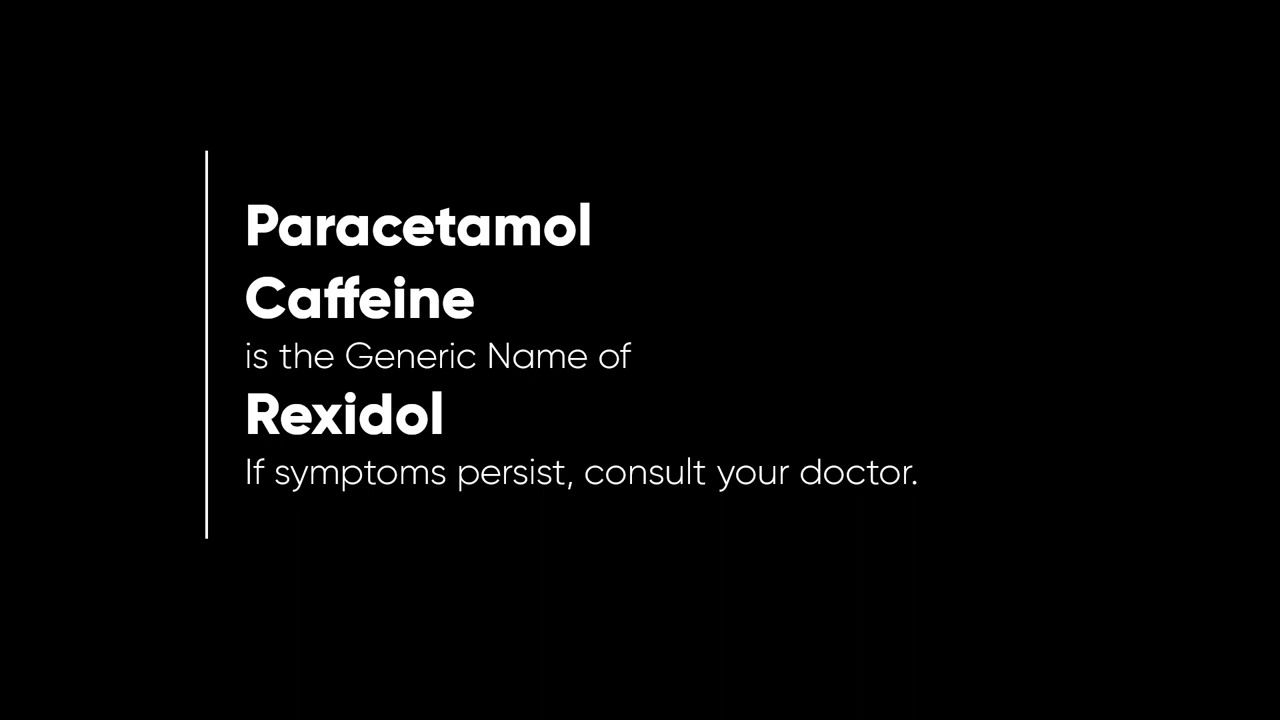 Paracetamol
Caffeine
is the Generic Name of
Rexidol
If symptoms persist, consult your doctor.